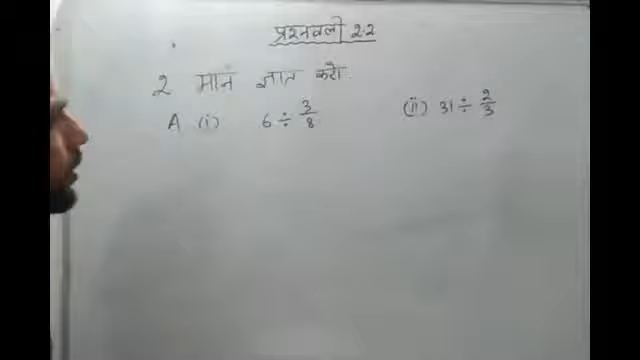 प्रश्नावली 2.2
2 मान ज्ञात करो.
A (i) 6 ÷ 3/8 (ii) 31 ÷ 2/3